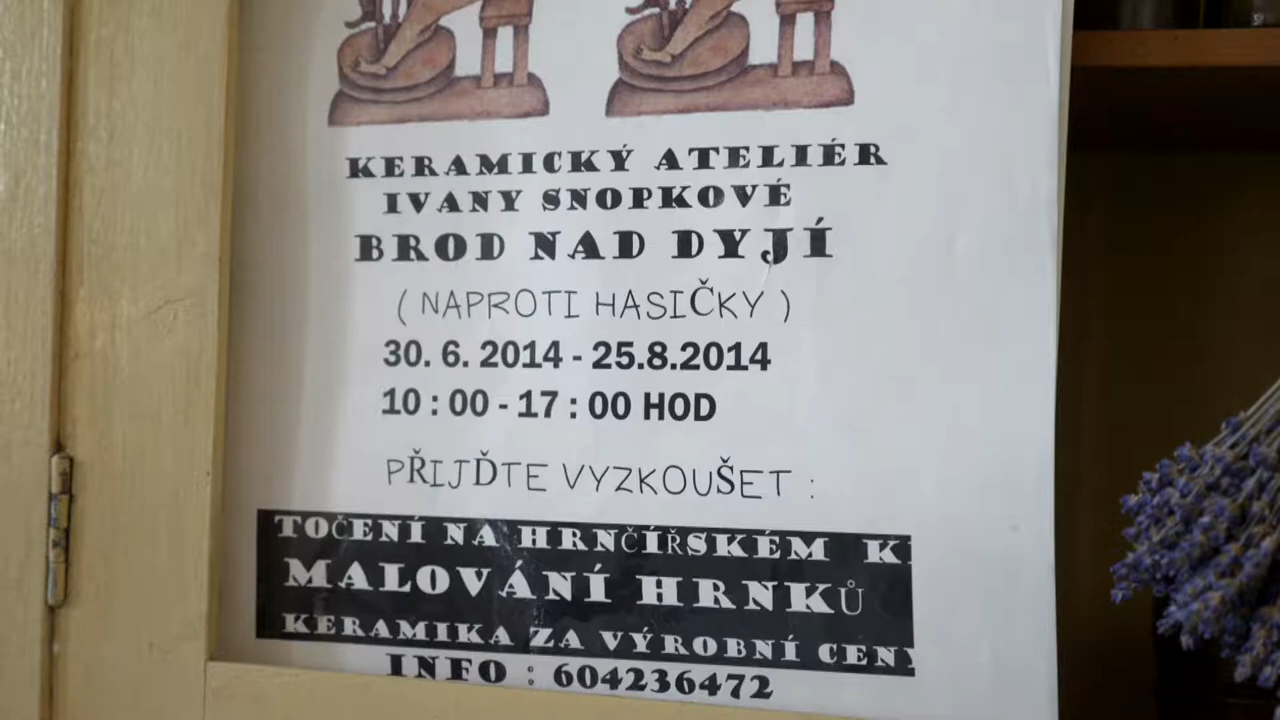 KERAMICKÝ ATELIÉR
IVANY SNOPKOVÉ
BROD NAD DYJÍ
( NAPROTI HASIČKY )
30. 6. 2014 - 25.8.2014
10 : 00 - 17 : 00 HOD
PŘIJĎTE VYZKOUŠET :
TOČENÍ NA HRNČÍŘSKÉM K
MALOVÁNÍ HRNKŮ
KERAMIKA ZA VÝROBNÍ CENY
INFO : 604236472